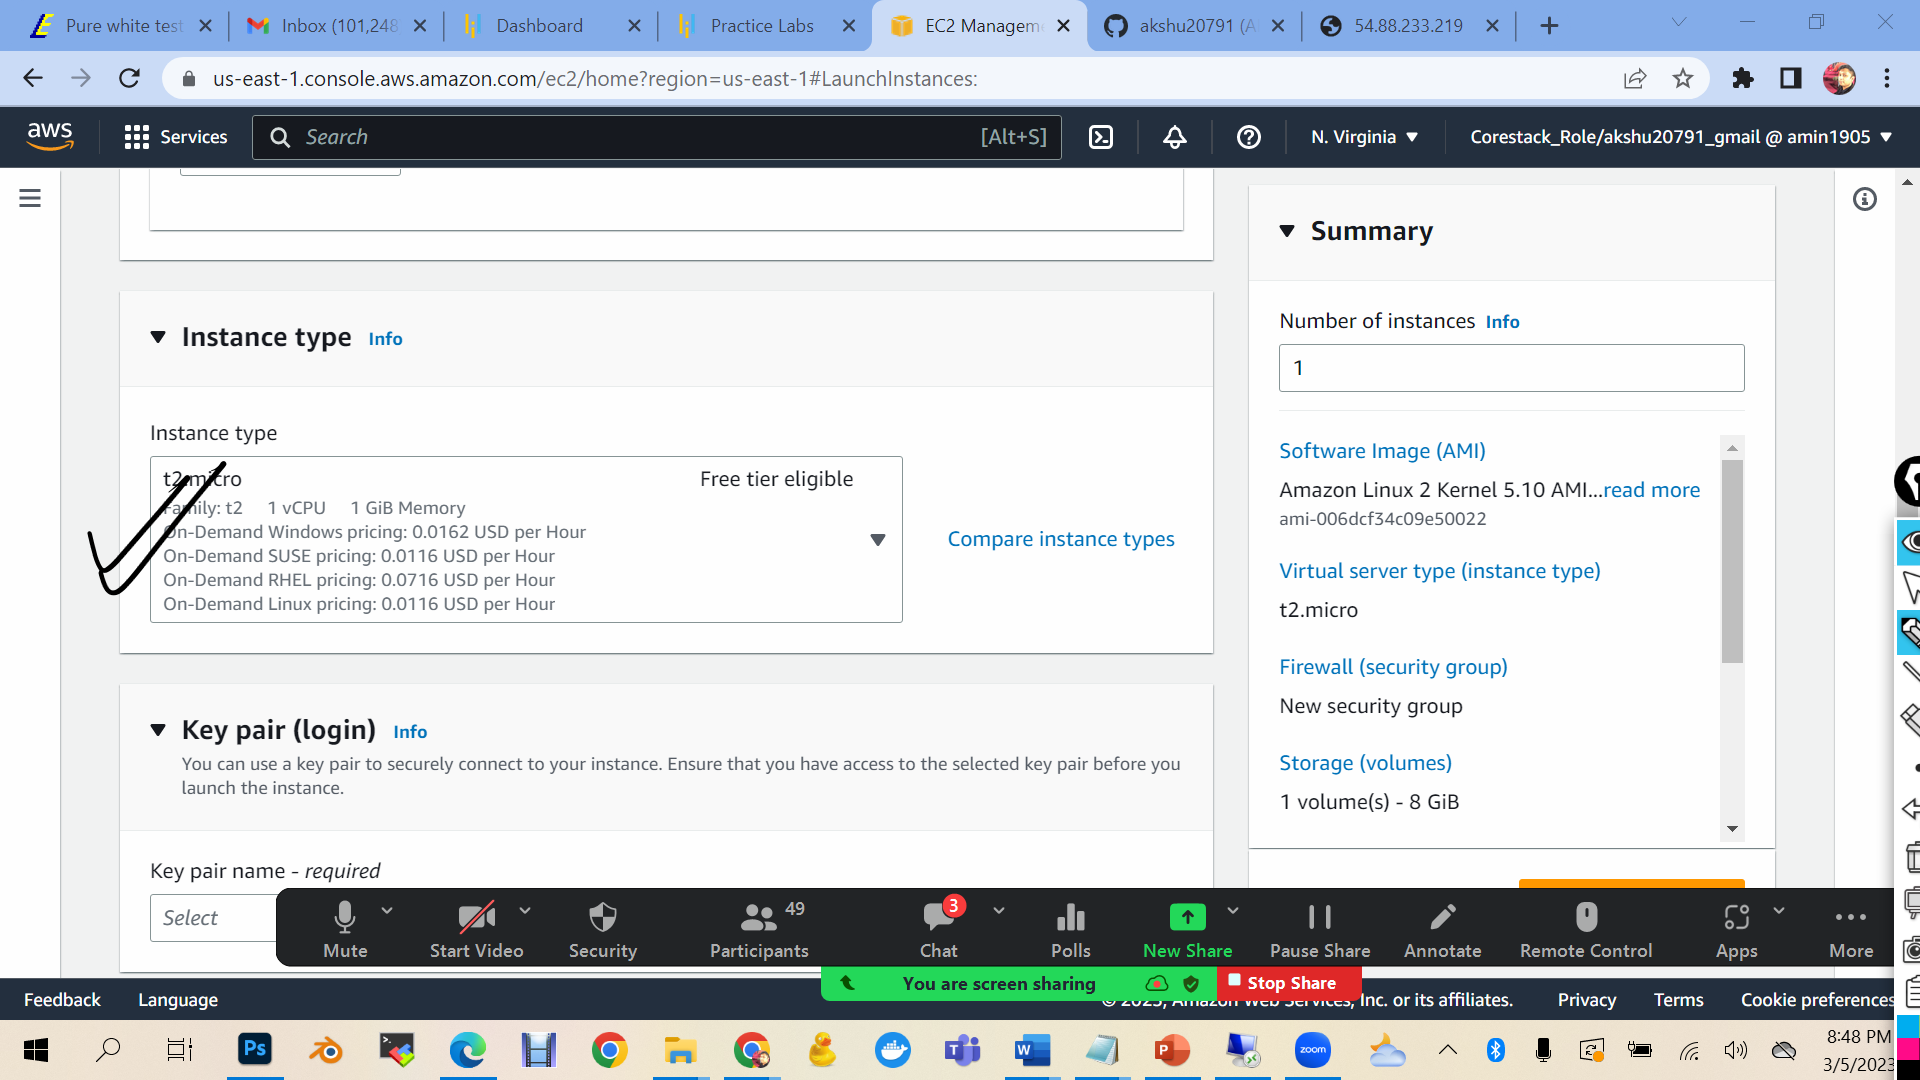 Pure white test
Inbox (101,248
Dashboard
Practice Labs
EC2 Managem
akshu20791 (A
54.88.233.219
us-east-1.console.aws.amazon.com/ec2/home?region=us-east-1#LaunchInstances:
aws
Services
Search
[Alt+S]
N. Virginia
Corestack_Role/akshu20791_gmail @ amin1905
Instance type Info
Instance type
t2.micro
Free tier eligible
Family: t2 1 vCPU 1 GiB Memory
On-Demand Windows pricing: 0.0162 USD per Hour
On-Demand SUSE pricing: 0.0116 USD per Hour
On-Demand RHEL pricing: 0.0716 USD per Hour
On-Demand Linux pricing: 0.0116 USD per Hour
Compare instance types
Key pair (login) Info
You can use a key pair to securely connect to your instance. Ensure that you have access to the selected key pair before you
launch the instance.
Key pair name - required
Select
Summary
Number of instances Info
1
Software Image (AMI)
Amazon Linux 2 Kernel 5.10 AMI...read more
ami-006dcf34c09e50022
Virtual server type (instance type)
t2.micro
Firewall (security group)
New security group
Storage (volumes)
1 volume(s) - 8 GiB
Mute
Start Video
Security
49
Participants
3
Chat
Polls
New Share
Pause Share
Annotate
Remote Control
Apps
More
You are screen sharing
Stop Share
Feedback
Language
© 2023, Amazon Web Services, Inc. or its affiliates.
Privacy
Terms
Cookie preferences
Ps
W
P
zoom
8:48 PM
3/5/2023